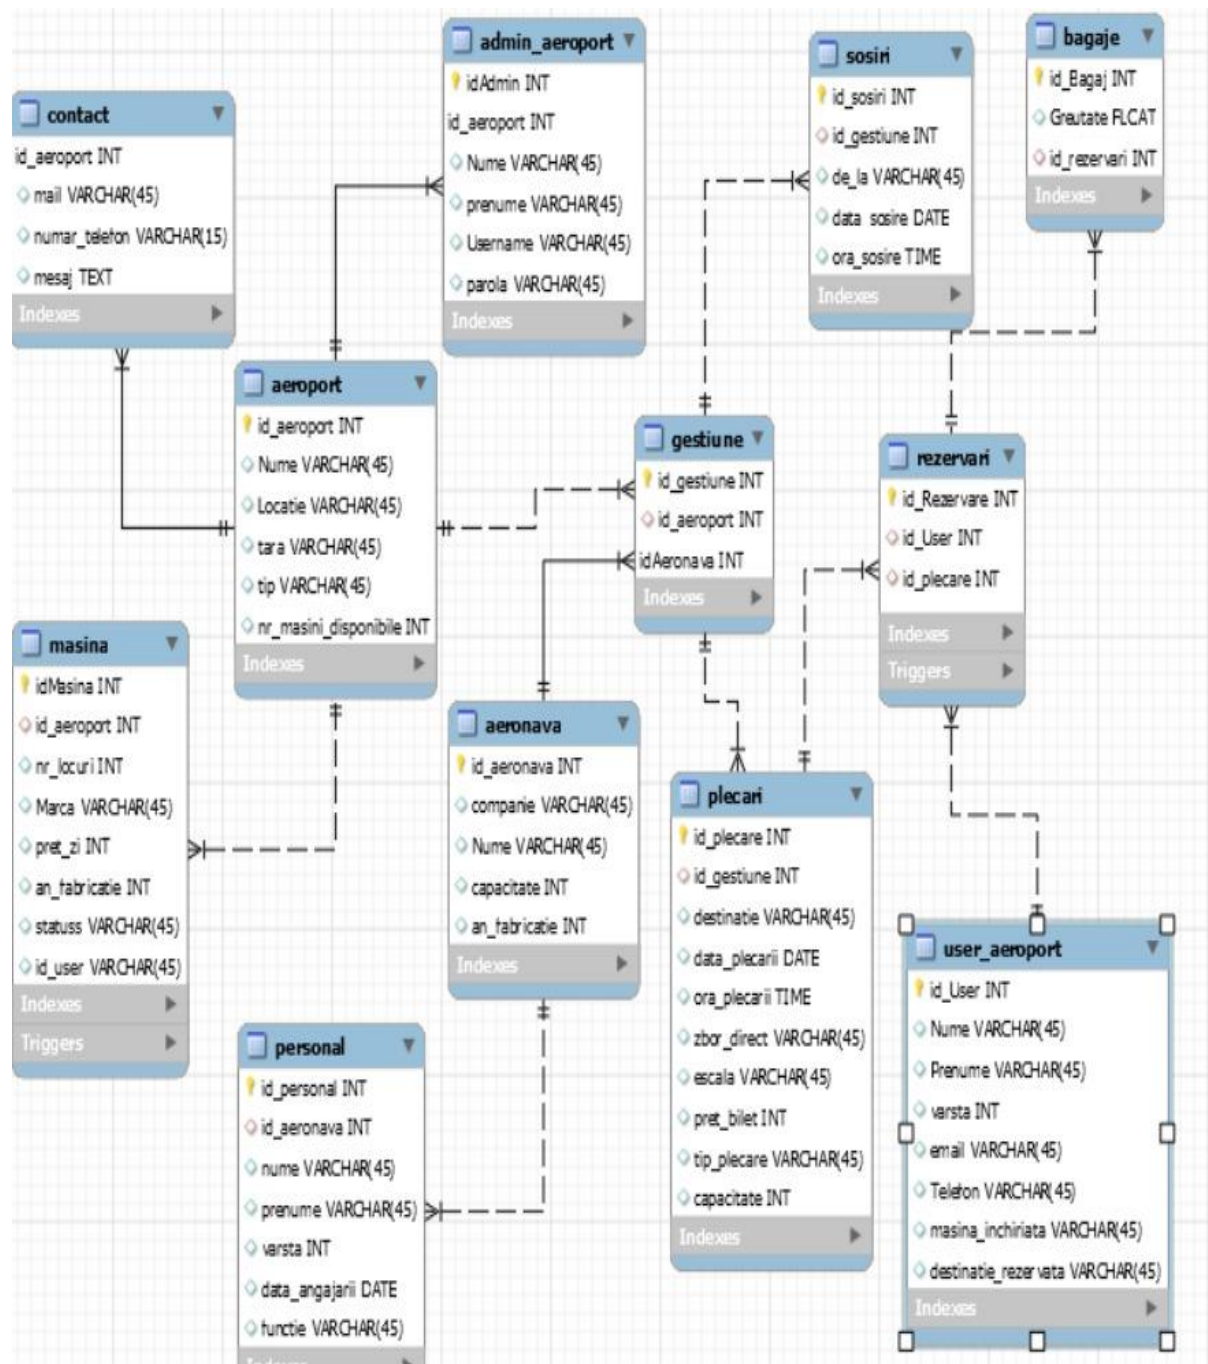 contact
id_aeroport INT
mail VARCHAR(45)
numar_telefon VARCHAR(15)
mesaj TEXT
Indexes
admin_aeroport
idAdmin INT
id_aeroport INT
Nume VARCHAR(45)
prenume VARCHAR(45)
Username VARCHAR(45)
parola VARCHAR(45)
Indexes
sosiri
id_sosiri INT
id_gestiune INT
de_la VARCHAR(45)
data_sosire DATE
ora_sosire TIME
Indexes
bagaje
id_Bagaj INT
Greutate FLOAT
id_rezervari INT
Indexes
aeroport
id_aeroport INT
Nume VARCHAR(45)
Locatie VARCHAR(45)
tara VARCHAR(45)
tip VARCHAR(45)
nr_masini_disponibile INT
Indexes
gestiune
id_gestiune INT
id_aeroport INT
idAeronava INT
Indexes
rezervari
id_Rezervare INT
id_User INT
id_plecare INT
Indexes
Triggers
masina
idMasina INT
id_aeroport INT
nr_locuri INT
Marca VARCHAR(45)
pret_zi INT
an_fabricatie INT
statuss VARCHAR(45)
id_user VARCHAR(45)
Indexes
Triggers
aeronava
id_aeronava INT
companie VARCHAR(45)
Nume VARCHAR(45)
capacitate INT
an_fabricatie INT
Indexes
plecari
id_plecare INT
id_gestiune INT
destinatie VARCHAR(45)
data_plecarii DATE
ora_plecarii TIME
zbor_direct VARCHAR(45)
escala VARCHAR(45)
pret_bilet INT
tip_plecare VARCHAR(45)
capacitate INT
Indexes
user_aeroport
id_User INT
Nume VARCHAR(45)
Prenume VARCHAR(45)
varsta INT
email VARCHAR(45)
Telefon VARCHAR(45)
masina_inchiriata VARCHAR(45)
destinatie_rezervata VARCHAR(45)
Indexes
personal
id_personal INT
id_aeronava INT
nume VARCHAR(45)
prenume VARCHAR(45)
varsta INT
data_angajarii DATE
functie VARCHAR(45)